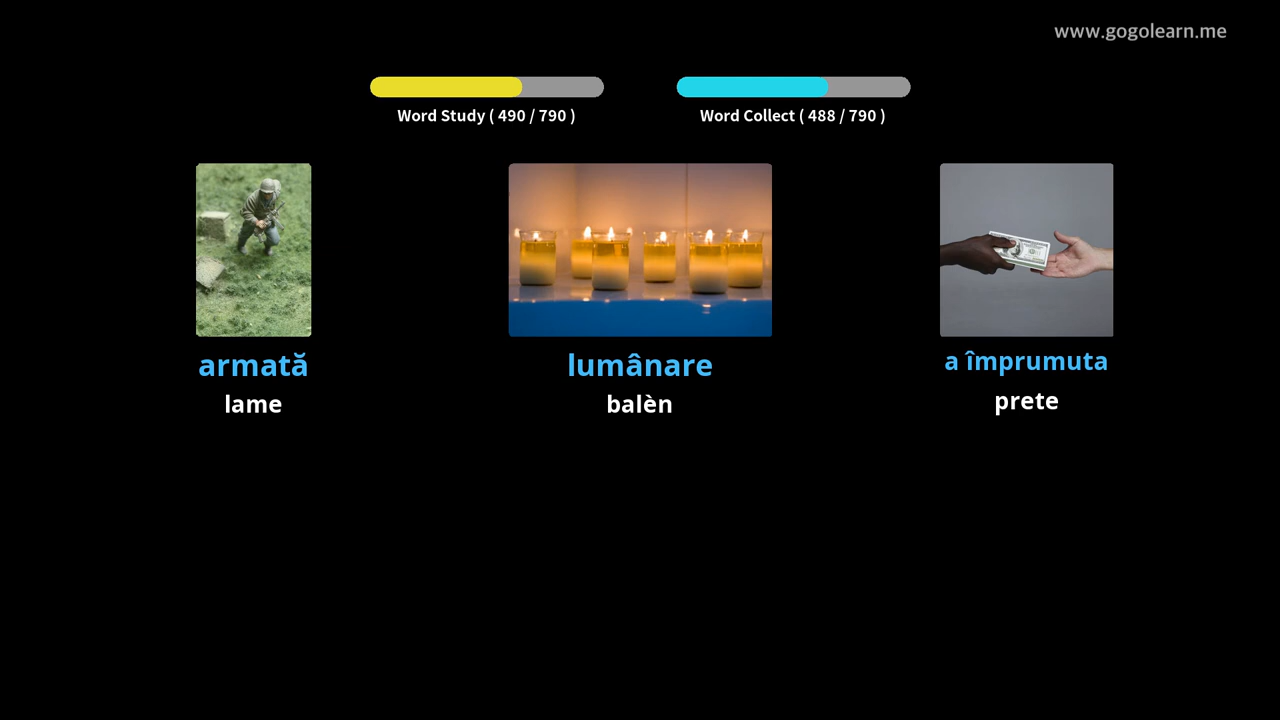 www.gogolearn.me
Word Study ( 490 / 790 )
Word Collect ( 488 / 790 )
armată
lame
lumânare
balèn
a împrumuta
prete